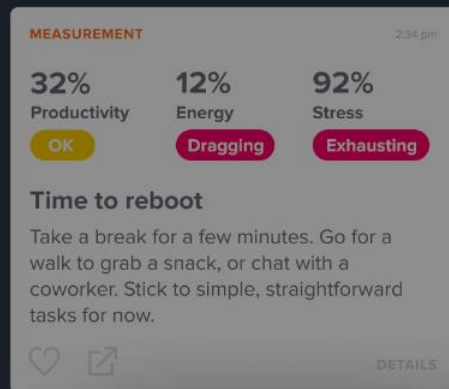 MEASUREMENT 2:34 pm
32% 12% 92%
Productivity Energy Stress
OK Dragging Exhausting
Time to reboot
Take a break for a few minutes. Go for a
walk to grab a snack, or chat with a
coworker. Stick to simple, straightforward
tasks for now.
DETAILS